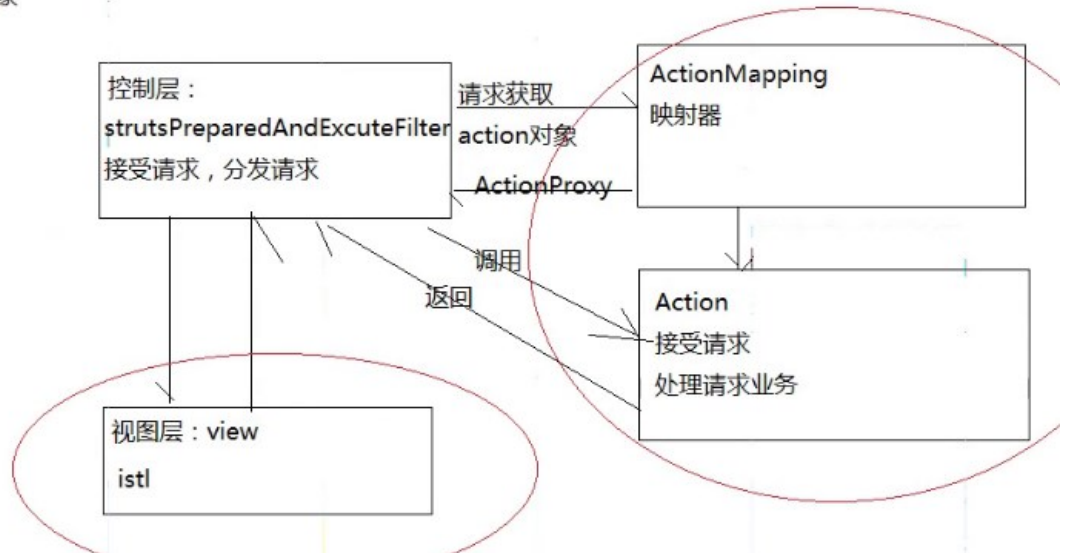 象
控制层：
strutsPreparedAndExcuteFilter
接受请求，分发请求
请求获取
action对象
ActionProxy
ActionMapping
映射器
调用
返回
Action
接受请求
处理请求业务
视图层：view
istl